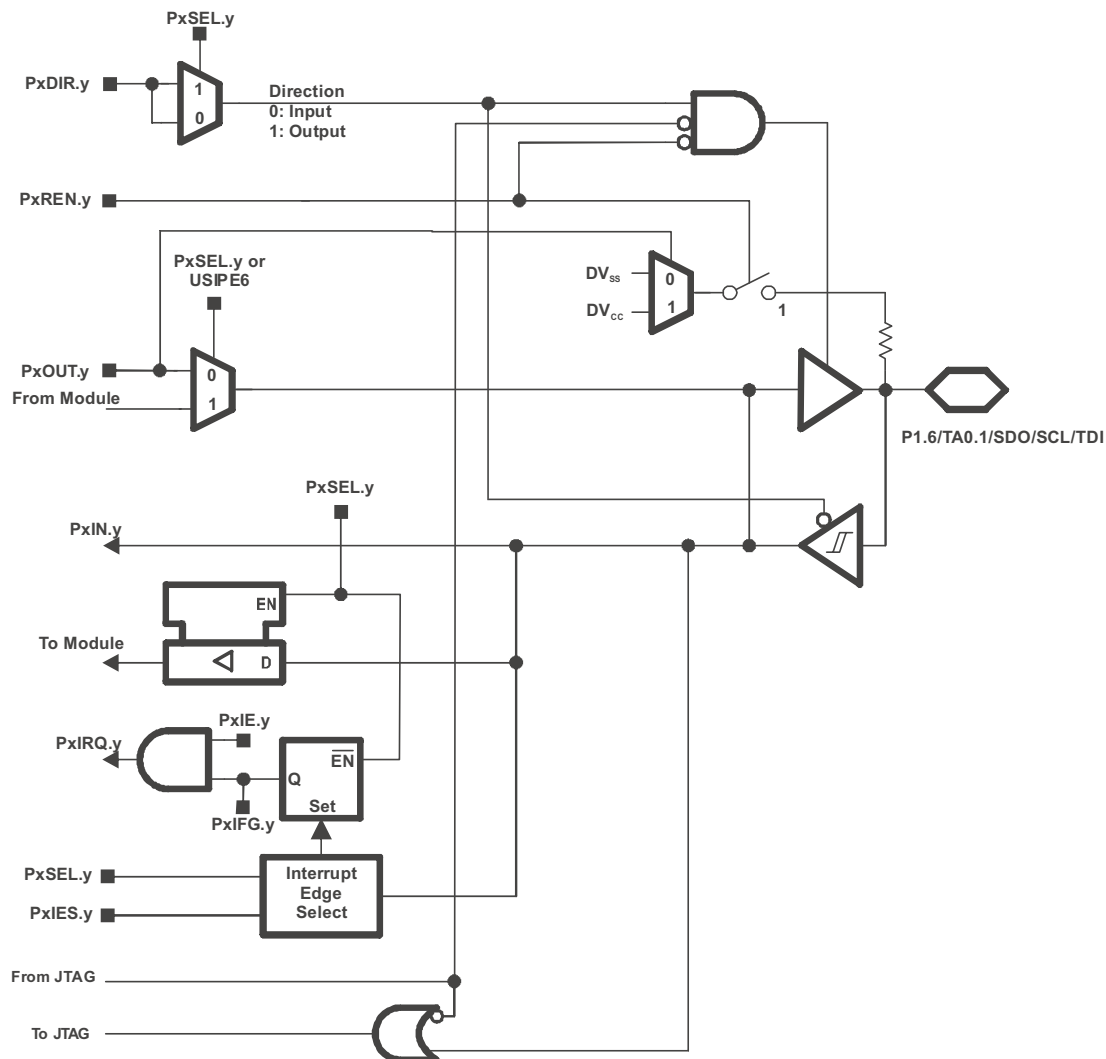 PxSEL.y
PxDIR.y
1
0
Direction
0: Input
1: Output
PxREN.y
PxSEL.y or
USIPE6
DVSS
0
DVCC
1
1
PxOUT.y
0
From Module
1
P1.6/TA0.1/SDO/SCL/TDI
PxSEL.y
PxIN.y
EN
To Module
D
PxIE.y
PxIRQ.y
EN
Q
Set
PxIFG.y
PxSEL.y
Interrupt
Edge
Select
PxIES.y
From JTAG
To JTAG